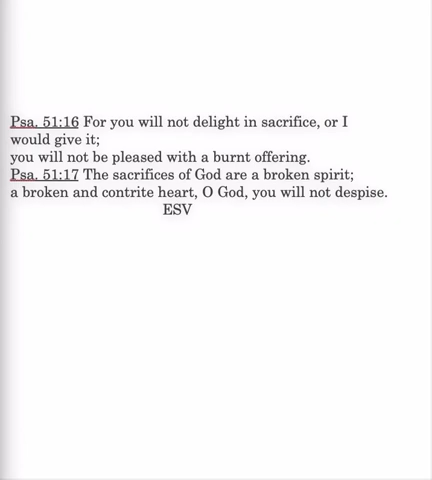 Psa. 51:16 For you will not delight in sacrifice, or I
would give it;
you will not be pleased with a burnt offering.
Psa. 51:17 The sacrifices of God are a broken spirit;
a broken and contrite heart, O God, you will not despise.
ESV